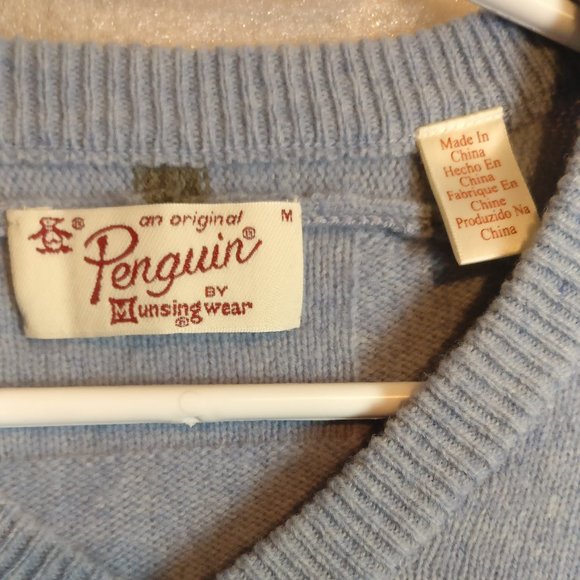 an original
M
Penguin®
BY
Munsingwear
®
®
Made In
China
Hecho En
China
Fabrique En
Chine
Produzido Na
China